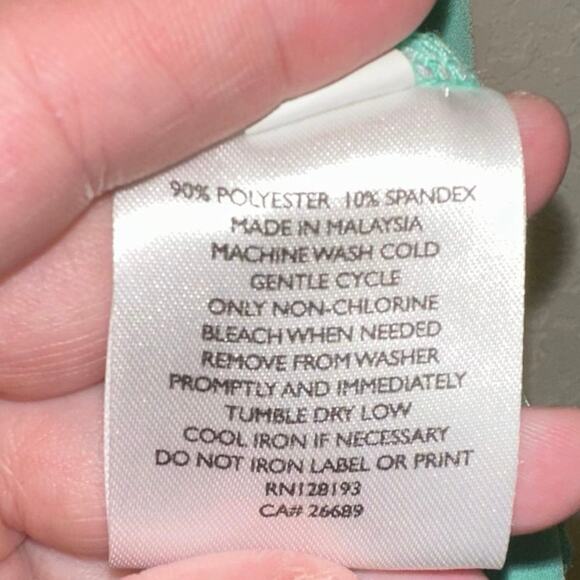 90% POLYESTER 10% SPANDEX
MADE IN MALAYSIA
MACHINE WASH COLD
GENTLE CYCLE
ONLY NON-CHLORINE
BLEACH WHEN NEEDED
REMOVE FROM WASHER
PROMPTLY AND IMMEDIATELY
TUMBLE DRY LOW
COOL IRON IF NECESSARY
DO NOT IRON LABEL OR PRINT
RN128193
CA# 26689